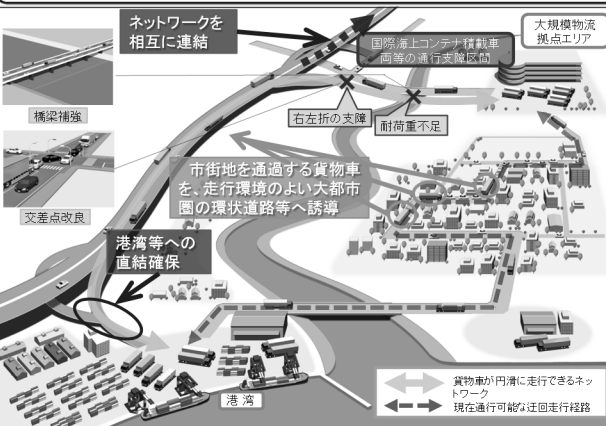 ネットワークを
相互に連結
大規模物流
拠点エリア
国際海上コンテナ積載車
両等の通行支障区間
橋梁補強
右左折の支障
耐荷重不足
市街地を通過する貨物車
を、走行環境のよい大都市
圏の環状道路等へ誘導
交差点改良
港湾等への
直結確保
港湾
貨物車が円滑に走行できるネッ
トワーク
現在通行可能な迂回走行経路